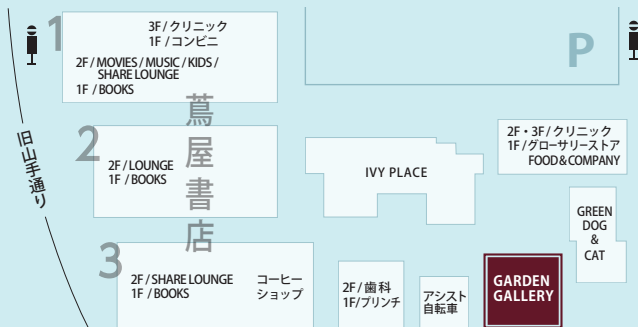 1
3F/クリニック
1F/コンビニ
2F/MOVIES/MUSIC/KIDS/
SHARE LOUNGE
1F/BOOKS
P
旧山手通り
蔦屋書店
2
2F/LOUNGE
1F/BOOKS
IVY PLACE
2F・3F/クリニック
1F/グローサリーストア
FOOD&COMPANY
GREEN
DOG
&
CAT
3
2F/SHARE LOUNGE
1F/BOOKS
コーヒー
ショップ
2F/歯科
1F/プリンチ
アシスト
自転車
GARDEN
GALLERY